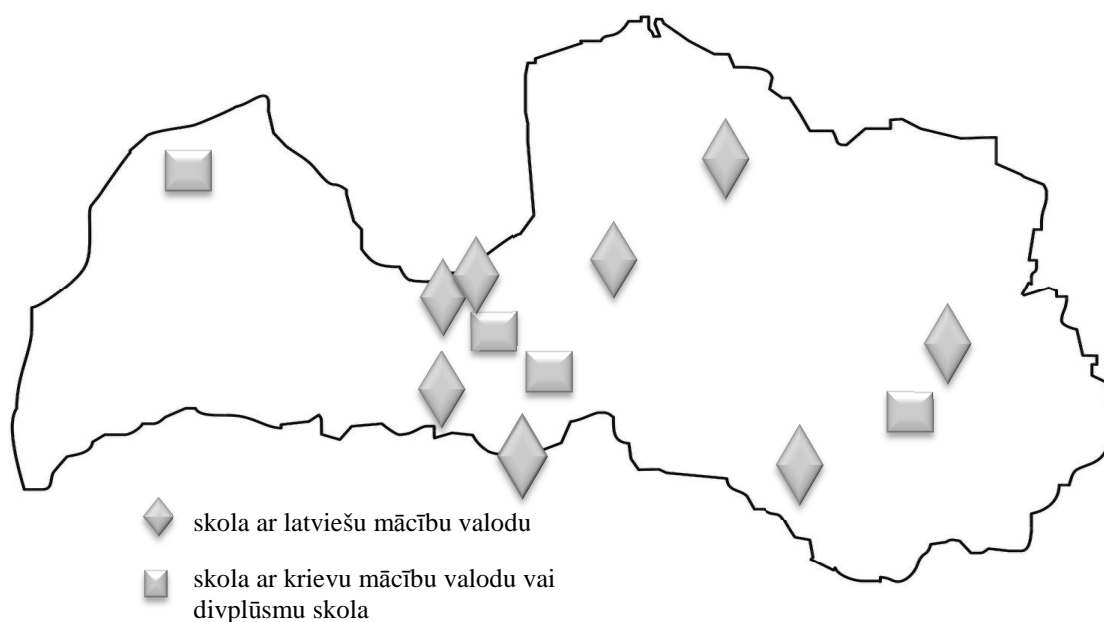 skola ar latviešu mācību valodu
skola ar krievu mācību valodu vai
divplūsmu skola